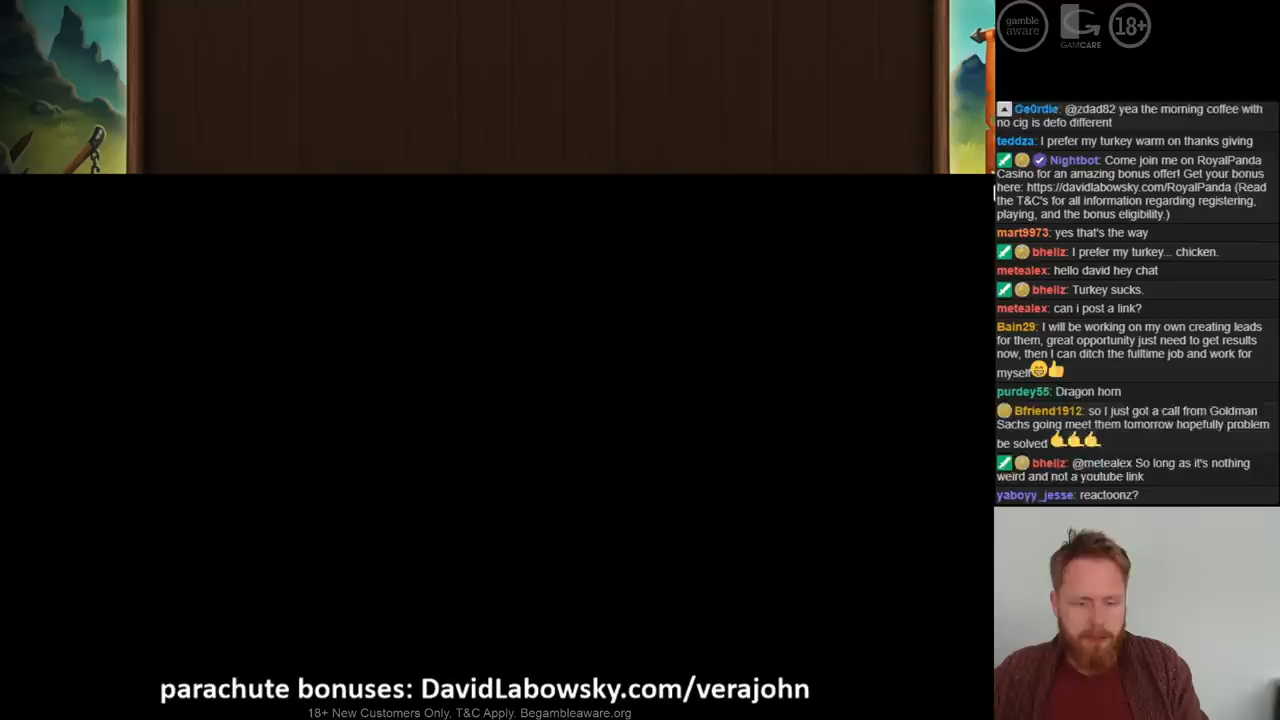 gamble
aware
GAMCARE
18+
Ge0rdie: @zdad82 yea the morning coffee with
no cig is defo different
teddza: I prefer my turkey warm on thanks giving
Nightbot: Come join me on RoyalPanda
Casino for an amazing bonus offer! Get your bonus
here: https://davidlabowsky.com/RoyalPanda (Read
the T&C's for all information regarding registering,
playing, and the bonus eligibility.)
mart9973: yes that's the way
bhellz: I prefer my turkey... chicken.
metealex: hello david hey chat
bhellz: Turkey sucks.
metealex: can i post a link?
Bain29: I will be working on my own creating leads
for them, great opportunity just need to get results
now, then I can ditch the fulltime job and work for
myself😁👍
purdey55: Dragon horn
Bfriend1912: so I just got a call from Goldman
Sachs going meet them tomorrow hopefully problem
be solved
bhellz: @metealex So long as it's nothing
weird and not a youtube link
yaboyy_jesse: reactoonz?
parachute bonuses: DavidLabowsky.com/verajohn
18+ New Customers Only, T&C Apply. Begambleaware.org